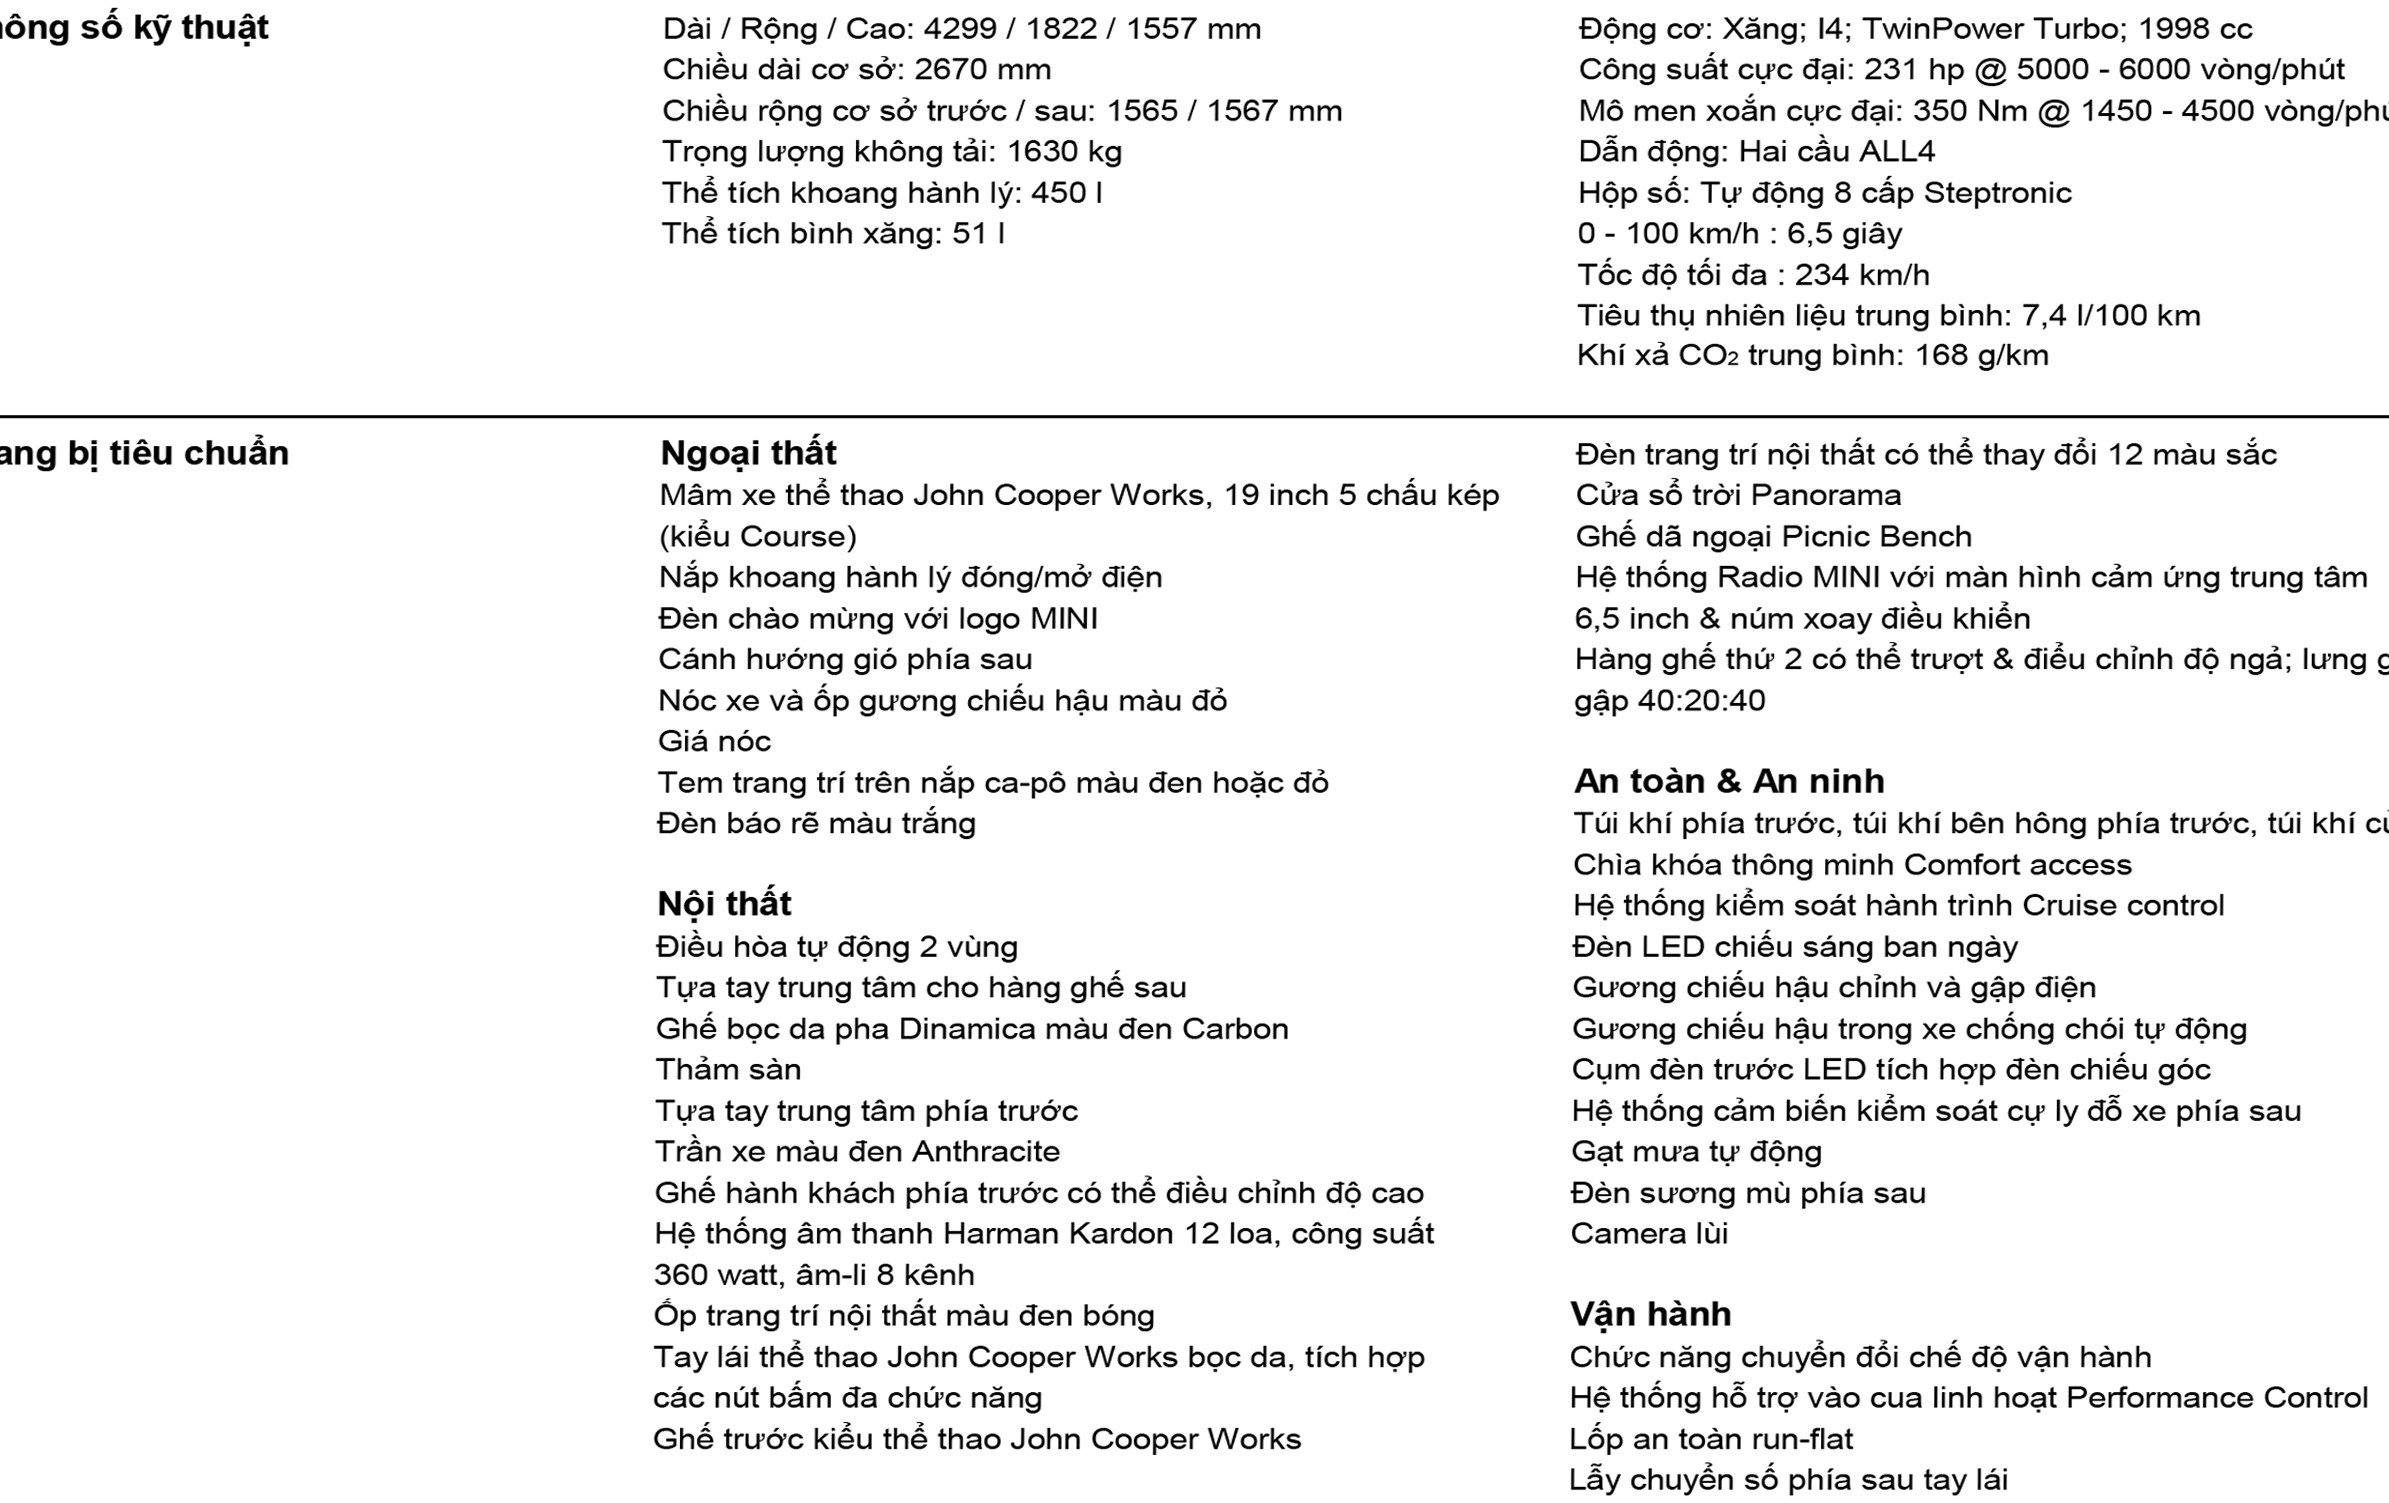 ông số kỹ thuật
Dài / Rộng / Cao: 4299 / 1822 / 1557 mm
Chiều dài cơ sở: 2670 mm
Chiều rộng cơ sở trước / sau: 1565 / 1567 mm
Trọng lượng không tải: 1630 kg
Thể tích khoang hành lý: 450 l
Thể tích bình xăng: 51 l
Động cơ: Xăng; I4; TwinPower Turbo; 1998 cc
Công suất cực đại: 231 hp @ 5000 - 6000 vòng/phút
Mô men xoắn cực đại: 350 Nm @ 1450 - 4500 vòng/phú
Dẫn động: Hai cầu ALL4
Hộp số: Tự động 8 cấp Steptronic
0 - 100 km/h : 6,5 giây
Tốc độ tối đa : 234 km/h
Tiêu thụ nhiên liệu trung bình: 7,4 l/100 km
Khí xả CO₂ trung bình: 168 g/km
ang bị tiêu chuẩn
Ngoại thất
Mâm xe thể thao John Cooper Works, 19 inch 5 chấu kép
(kiểu Course)
Nắp khoang hành lý đóng/mở điện
Đèn chào mừng với logo MINI
Cánh hướng gió phía sau
Nóc xe và ốp gương chiếu hậu màu đỏ
Giá nóc
Tem trang trí trên nắp ca-pô màu đen hoặc đỏ
Đèn báo rẽ màu trắng
Nội thất
Điều hòa tự động 2 vùng
Tựa tay trung tâm cho hàng ghế sau
Ghế bọc da pha Dinamica màu đen Carbon
Thảm sàn
Tựa tay trung tâm phía trước
Trần xe màu đen Anthracite
Ghế hành khách phía trước có thể điều chỉnh độ cao
Hệ thống âm thanh Harman Kardon 12 loa, công suất
360 watt, âm-li 8 kênh
Ốp trang trí nội thất màu đen bóng
Tay lái thể thao John Cooper Works bọc da, tích hợp
các nút bấm đa chức năng
Ghế trước kiểu thể thao John Cooper Works
Đèn trang trí nội thất có thể thay đổi 12 màu sắc
Cửa sổ trời Panorama
Ghế dã ngoại Picnic Bench
Hệ thống Radio MINI với màn hình cảm ứng trung tâm
6,5 inch & núm xoay điều khiển
Hàng ghế thứ 2 có thể trượt & điểu chỉnh độ ngả; lưng g
gập 40:20:40
An toàn & An ninh
Túi khí phía trước, túi khí bên hông phía trước, túi khí
Chìa khóa thông minh Comfort access
Hệ thống kiểm soát hành trình Cruise control
Đèn LED chiếu sáng ban ngày
Gương chiếu hậu chỉnh và gập điện
Gương chiếu hậu trong xe chống chói tự động
Cụm đèn trước LED tích hợp đèn chiếu góc
Hệ thống cảm biến kiểm soát cự ly đỗ xe phía sau
Gạt mưa tự động
Đèn sương mù phía sau
Camera lùi
Vận hành
Chức năng chuyển đổi chế độ vận hành
Hệ thống hỗ trợ vào cua linh hoạt Performance Control
Lốp an toàn run-flat
Lẫy chuyển số phía sau tay lái